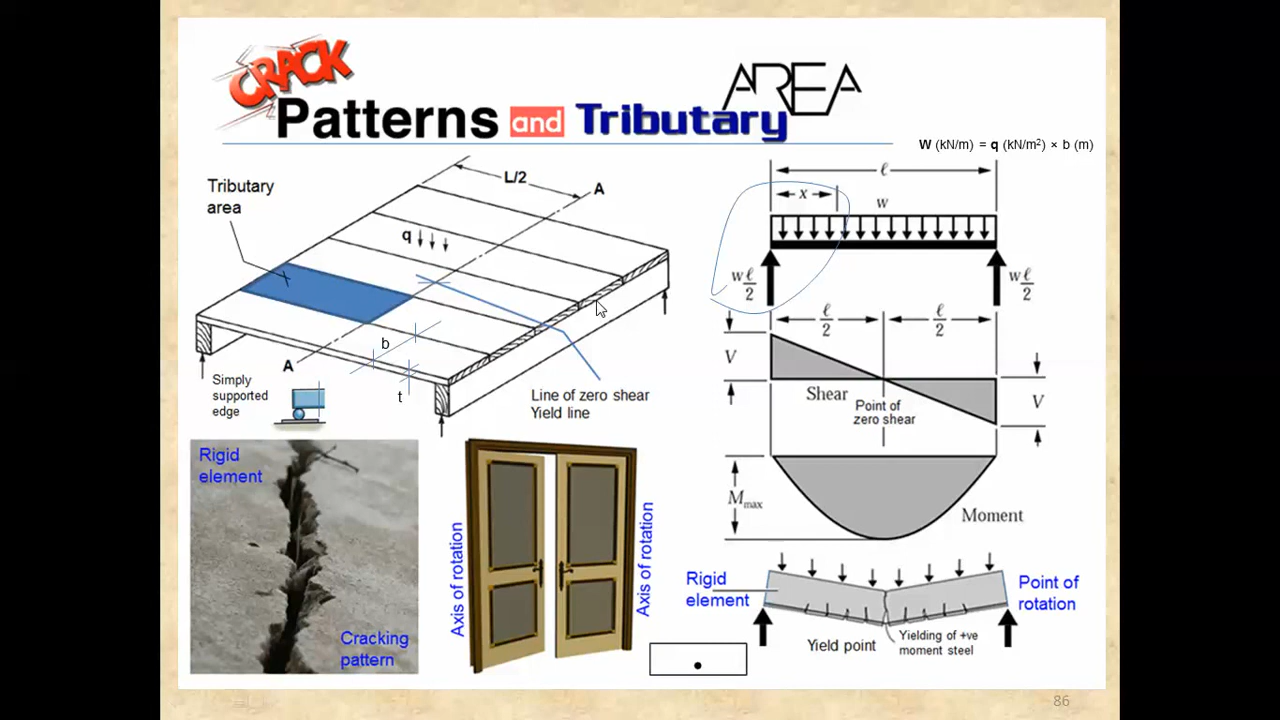 CRACK
Patterns and Tributary
AREA
W (kN/m) = q (kN/m²) × b (m)
Tributary
area
L/2
A
q
b
t
A
Simply
supported
edge
Line of zero shear
Yield line
ℓ
x
w
wℓ
2
wℓ
2
ℓ
2
ℓ
2
V
Shear
Point of
zero shear
V
Mmax
Moment
Rigid
element
Cracking
pattern
Axis of rotation
Axis of rotation
Rigid
element
Point of
rotation
Yield point
Yielding of +ve
moment steel
86